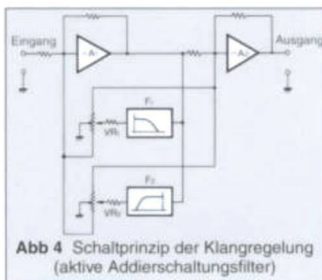 Eingang
Ausgang
A₁
A₂
F₁
VR₁
F₂
VR₂
Abb 4 Schaltprinzip der Klangregelung
(aktive Addierschaltungsfilter)